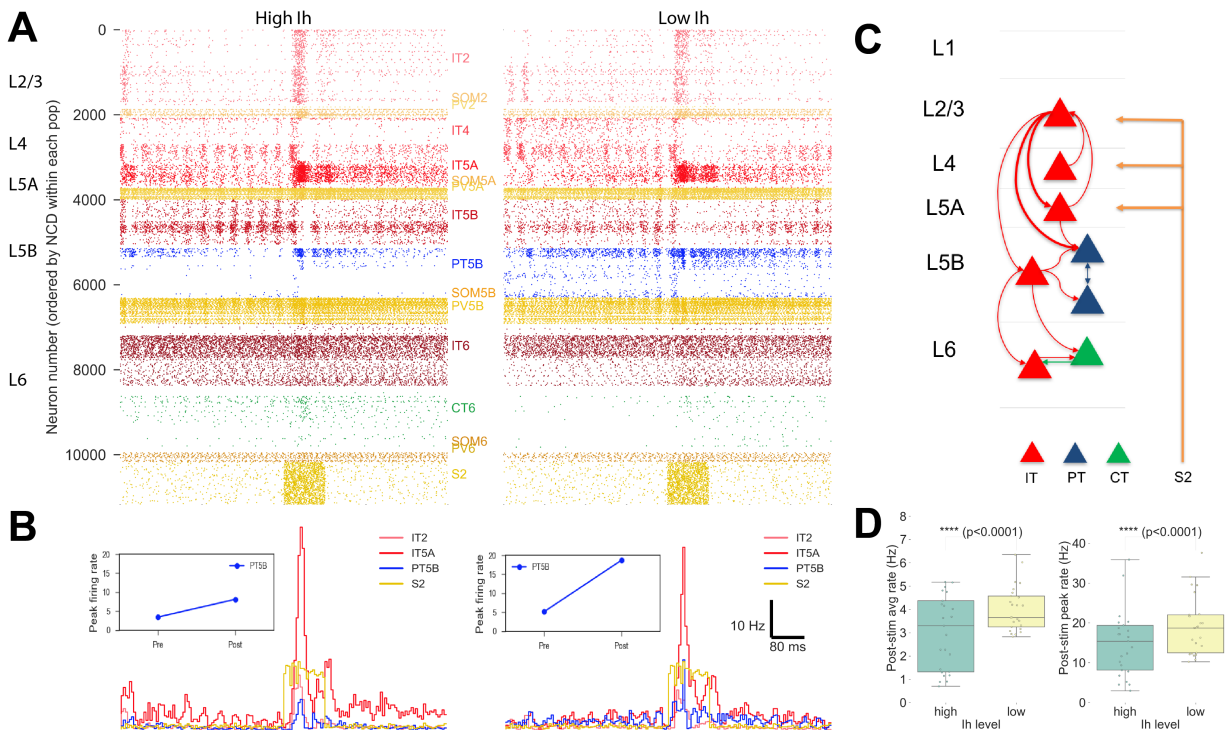 A
High Ih
Low Ih
Neuron number (ordered by NCD within each pop)
0
2000
4000
6000
8000
10000
L2/3
L4
L5A
L5B
L6
IT2
SOM2
PV2
IT4
IT5A
SOM5A
PV5A
IT5B
PT5B
SOM5B
PV5B
IT6
CT6
SOM6
PV6
S2
C
L1
L2/3
L4
L5A
L5B
L6
IT
PT
CT
S2
B
Peak firing rate
20
15
10
5
0
PT5B
Pre
Post
IT2
IT5A
PT5B
S2
Peak firing rate
20
15
10
5
0
PT5B
Pre
Post
IT2
IT5A
PT5B
S2
10 Hz
80 ms
D
Post-stim avg rate (Hz)
8
7
6
5
4
3
2
1
0
**** (p<0.0001)
high
low
Ih level
Post-stim peak rate (Hz)
40
30
20
10
0
**** (p<0.0001)
high
low
Ih level